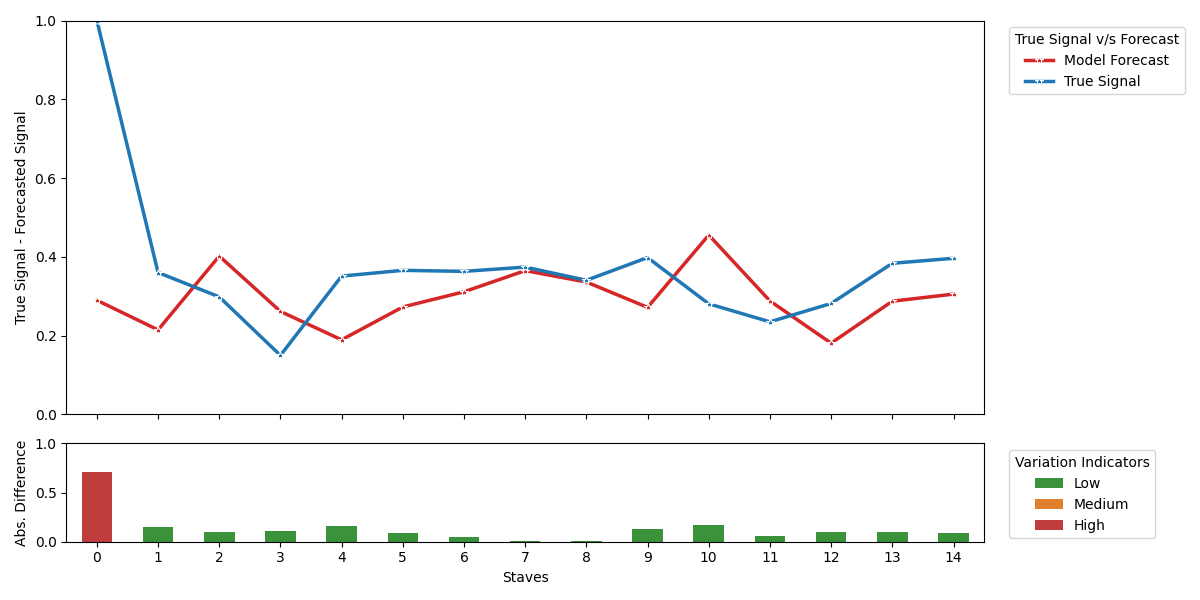 1.0
0.8
0.6
0.4
0.2
0.0
True Signal - Forecasted Signal
True Signal v/s Forecast
Model Forecast
True Signal
1.0
0.5
0.0
Abs. Difference
0 1 2 3 4 5 6 7 8 9 10 11 12 13 14
Staves
Variation Indicators
Low
Medium
High